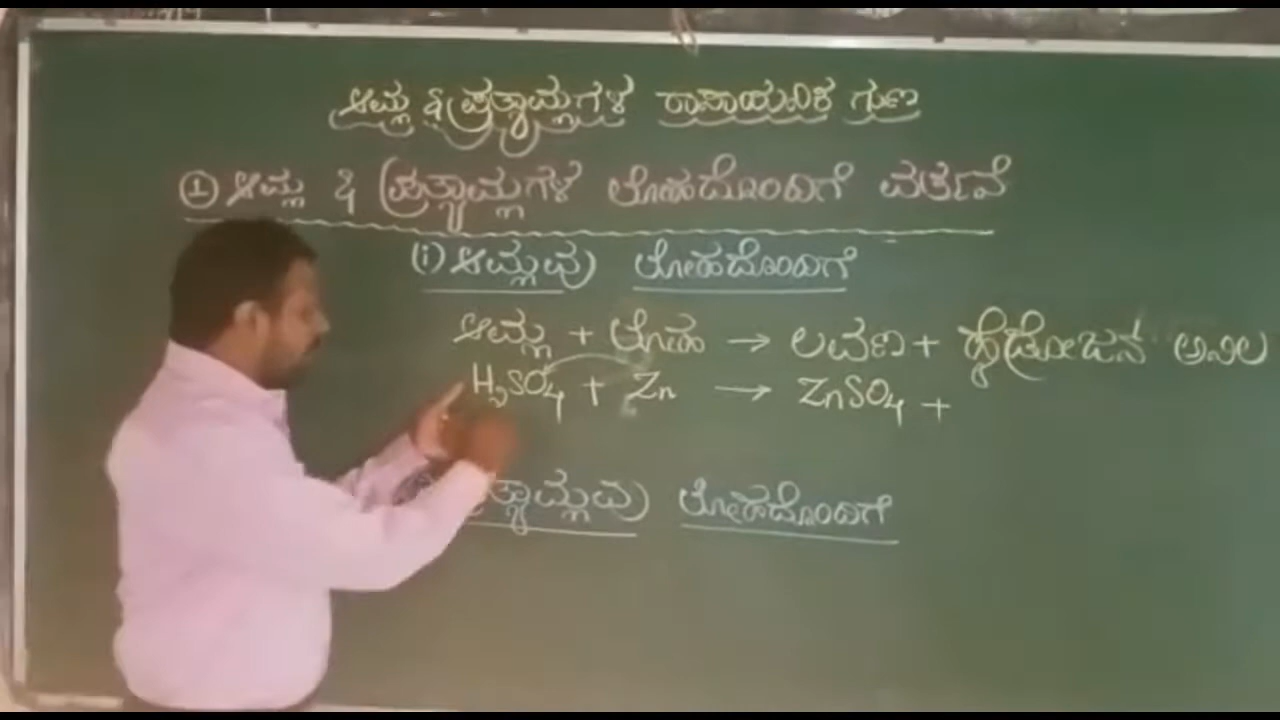 ಆಮ್ಲ & ಪ್ರತ್ಯಾಮ್ಲಗಳ ರಾಸಾಯನಿಕ ಗುಣ
① ಆಮ್ಲ & ಪ್ರತ್ಯಾಮ್ಲಗಳ ಲೋಹದೊಂದಿಗೆ ವರ್ತನೆ
(i) ಆಮ್ಲವು ಲೋಹದೊಂದಿಗೆ
ಆಮ್ಲ + ಲೋಹ → ಲವಣ + ಹೈಡ್ರೋಜನ್ ಅನಿಲ
H₂SO₄ + Zn → ZnSO₄ +
ತ್ಯಾಮ್ಲವು ಲೋಹದೊಂದಿಗೆ